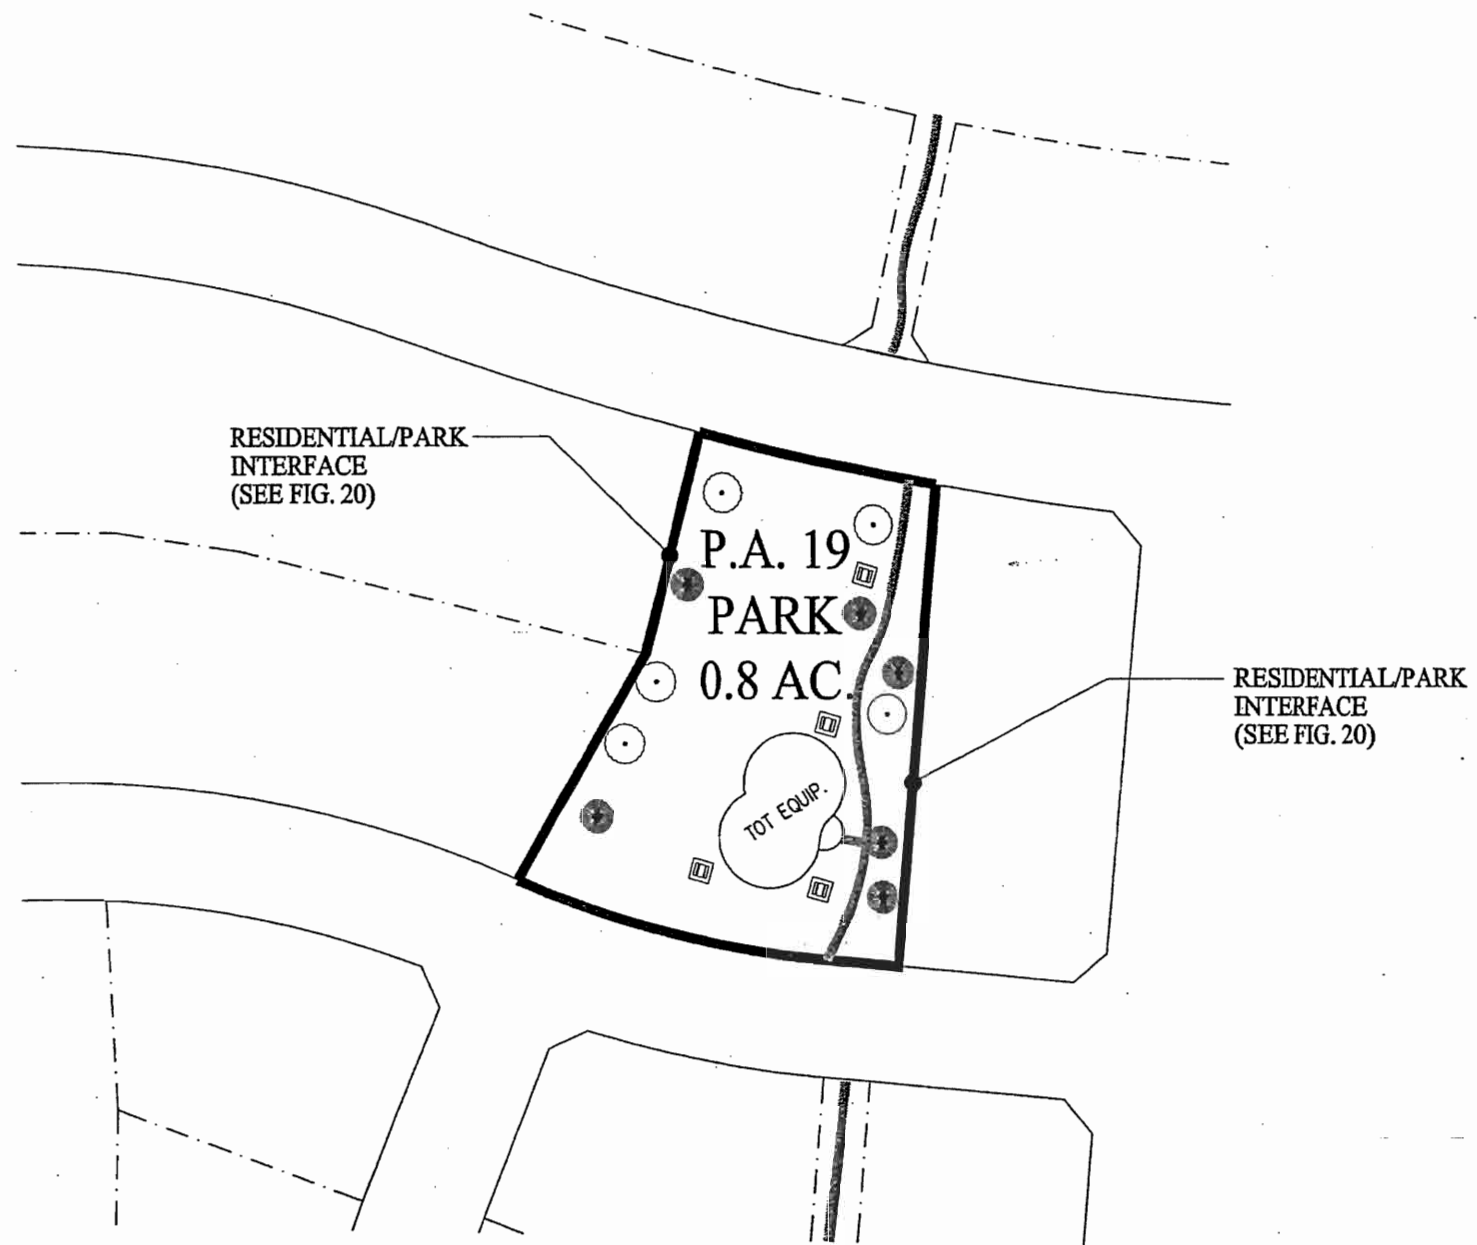 RESIDENTIAL/PARK
INTERFACE
(SEE FIG. 20)
P.A. 19
PARK
0.8 AC.
RESIDENTIAL/PARK
INTERFACE
(SEE FIG. 20)
TOT EQUIP.